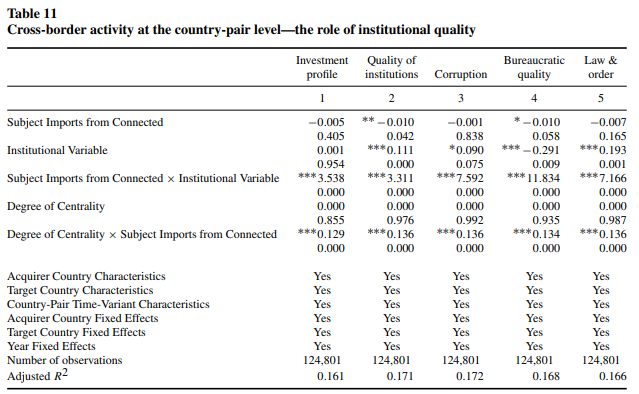 Table 11
Cross-border activity at the country-pair level—the role of institutional quality
Investment profile Quality of institutions Corruption Bureaucratic quality Law & order
1 2 3 4 5
Subject Imports from Connected −0.005 ** −0.010 −0.001 * −0.010 −0.007
0.405 0.042 0.838 0.058 0.165
Institutional Variable 0.001 ***0.111 *0.090 *** −0.291 ***0.193
0.954 0.000 0.075 0.009 0.001
Subject Imports from Connected × Institutional Variable ***3.538 ***3.311 ***7.592 *** 11.834 ***7.166
0.000 0.000 0.000 0.000 0.000
Degree of Centrality 0.000 0.000 0.000 0.000 0.000
0.855 0.976 0.992 0.935 0.987
Degree of Centrality × Subject Imports from Connected ***0.129 ***0.136 ***0.136 ***0.134 ***0.136
0.000 0.000 0.000 0.000 0.000
Acquirer Country Characteristics Yes Yes Yes Yes Yes
Target Country Characteristics Yes Yes Yes Yes Yes
Country-Pair Time-Variant Characteristics Yes Yes Yes Yes Yes
Acquirer Country Fixed Effects Yes Yes Yes Yes Yes
Target Country Fixed Effects Yes Yes Yes Yes Yes
Year Fixed Effects Yes Yes Yes Yes Yes
Number of observations 124,801 124,801 124,801 124,801 124,801
Adjusted R2 0.161 0.171 0.172 0.168 0.166